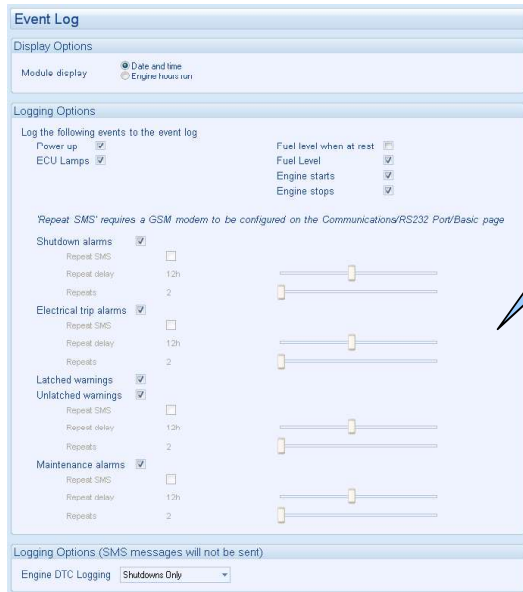 Event Log
Display Options
Module display
Date and time
Engine hours run
Logging Options
Log the following events to the event log
Power up
Fuel level when at rest
ECU Lamps
Fuel Level
Engine starts
Engine stops
'Repeat SMS' requires a GSM modem to be configured on the Communications/RS232 Port/Basic page
Shutdown alarms
Repeat SMS
Repeat delay 12h
Repeats 2
Electrical trip alarms
Repeat SMS
Repeat delay 12h
Repeats 2
Latched warnings
Unlatched warnings
Repeat SMS
Repeat delay 12h
Repeats 2
Maintenance alarms
Repeat SMS
Repeat delay 12h
Repeats 2
Logging Options (SMS messages will not be sent)
Engine DTC Logging Shutdowns Only